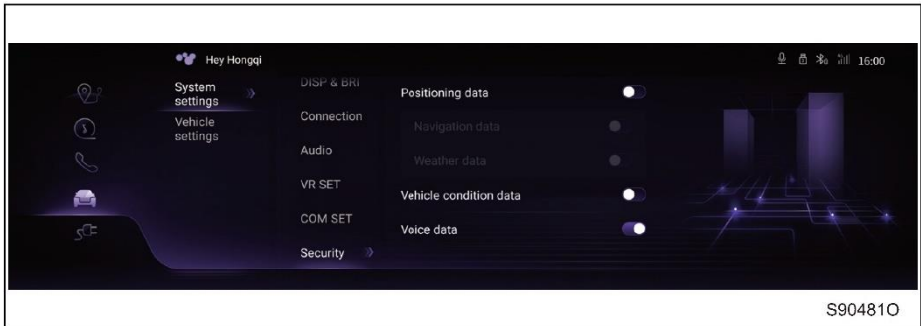 Hey Hongqi
16:00
System
settings
Vehicle
settings
DISP & BRI
Connection
Audio
VR SET
COM SET
Security
Positioning data
Navigation data
Weather data
Vehicle condition data
Voice data
S90481O